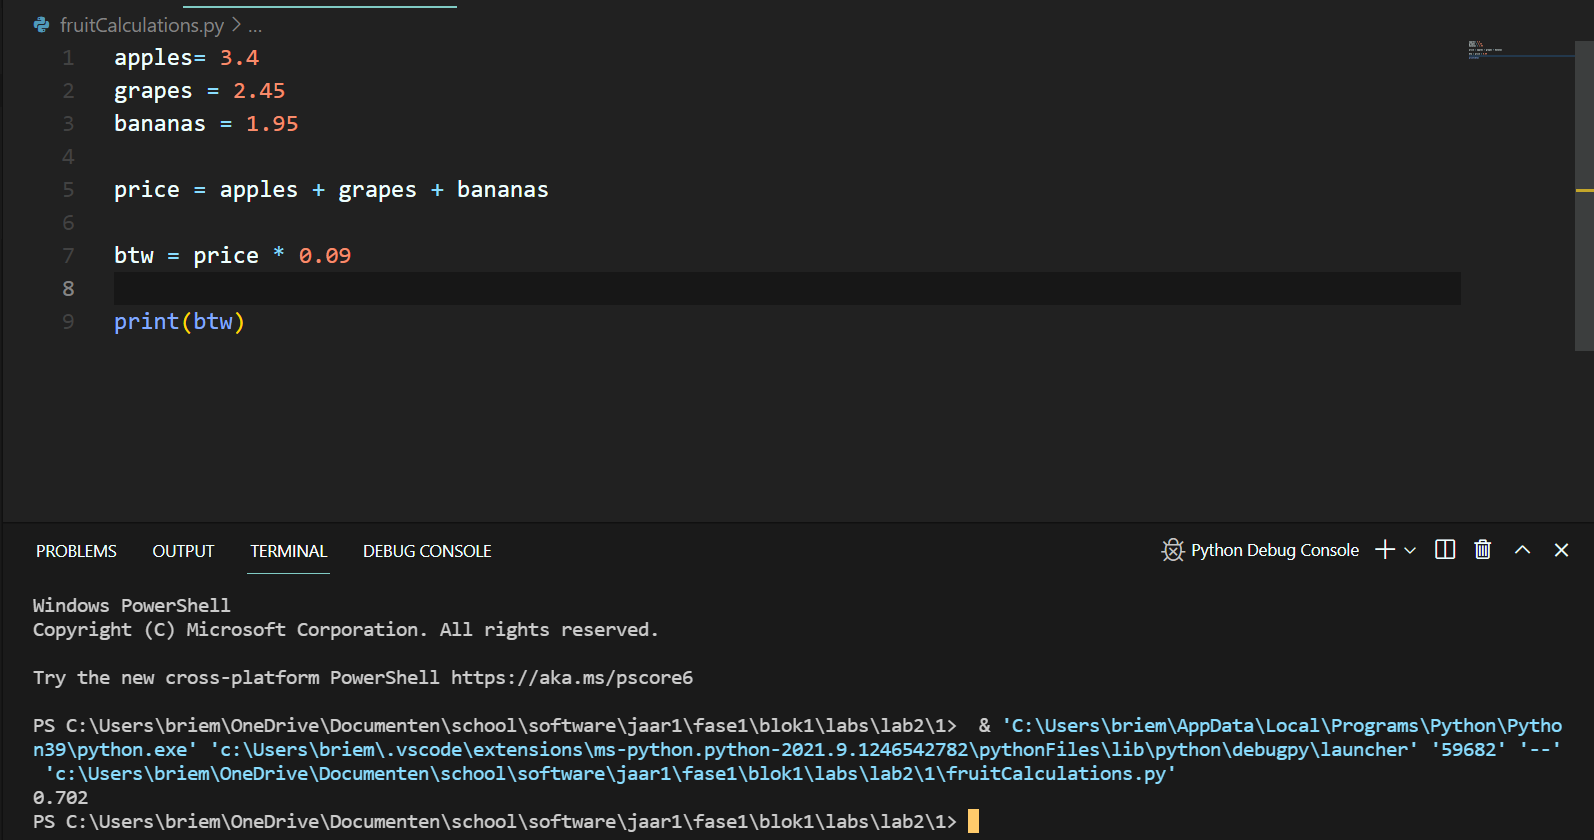 fruitCalculations.py > ...
1 apples= 3.4
2 grapes = 2.45
3 bananas = 1.95
4
5 price = apples + grapes + bananas
6
7 btw = price * 0.09
8
9 print(btw)
PROBLEMS OUTPUT TERMINAL DEBUG CONSOLE Python Debug Console
Windows PowerShell
Copyright (C) Microsoft Corporation. All rights reserved.
Try the new cross-platform PowerShell https://aka.ms/pscore6
PS C:\Users\briem\OneDrive\Documenten\school\software\jaar1\fase1\blok1\labs\lab2\1>  & 'C:\Users\briem\AppData\Local\Programs\Python\Pytho
n39\python.exe' 'c:\Users\briem\.vscode\extensions\ms-python.python-2021.9.1246542782\pythonFiles\lib\python\debugpy\launcher' '59682' '--'
 'c:\Users\briem\OneDrive\Documenten\school\software\jaar1\fase1\blok1\labs\lab2\1\fruitCalculations.py'
0.702
PS C:\Users\briem\OneDrive\Documenten\school\software\jaar1\fase1\blok1\labs\lab2\1>